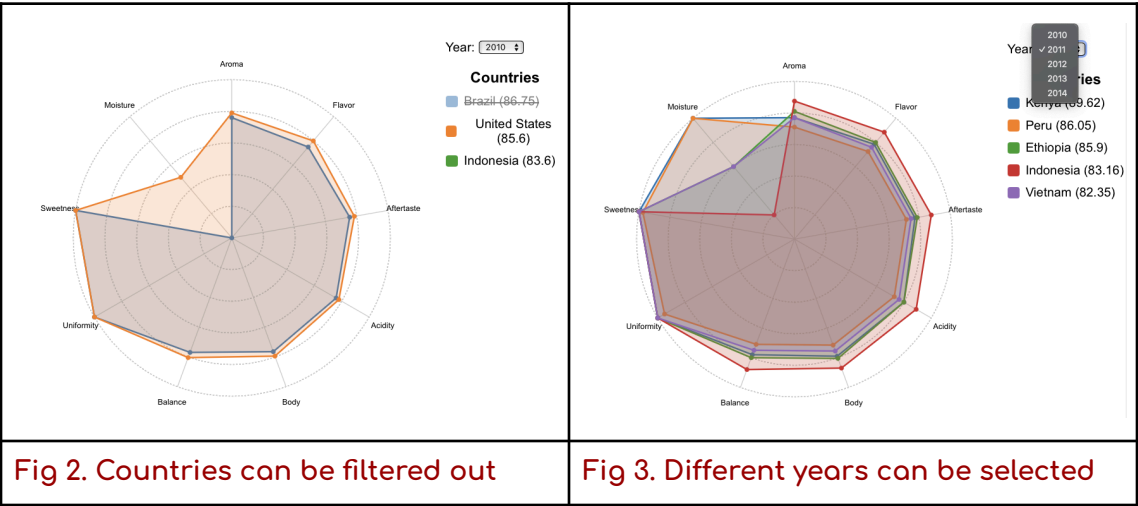 Year: 2010
Countries
Brazil (86.75)
United States
(85.6)
Indonesia (83.6)
Aroma
Flavor
Aftertaste
Acidity
Body
Balance
Uniformity
Sweetness
Moisture
Fig 2. Countries can be filtered out
2010
✓ 2011
2012
2013
2014
Peru (86.05)
Ethiopia (85.9)
Indonesia (83.16)
Vietnam (82.35)
Aroma
Flavor
Aftertaste
Acidity
Body
Balance
Uniformity
Sweetness
Moisture
Fig 3. Different years can be selected